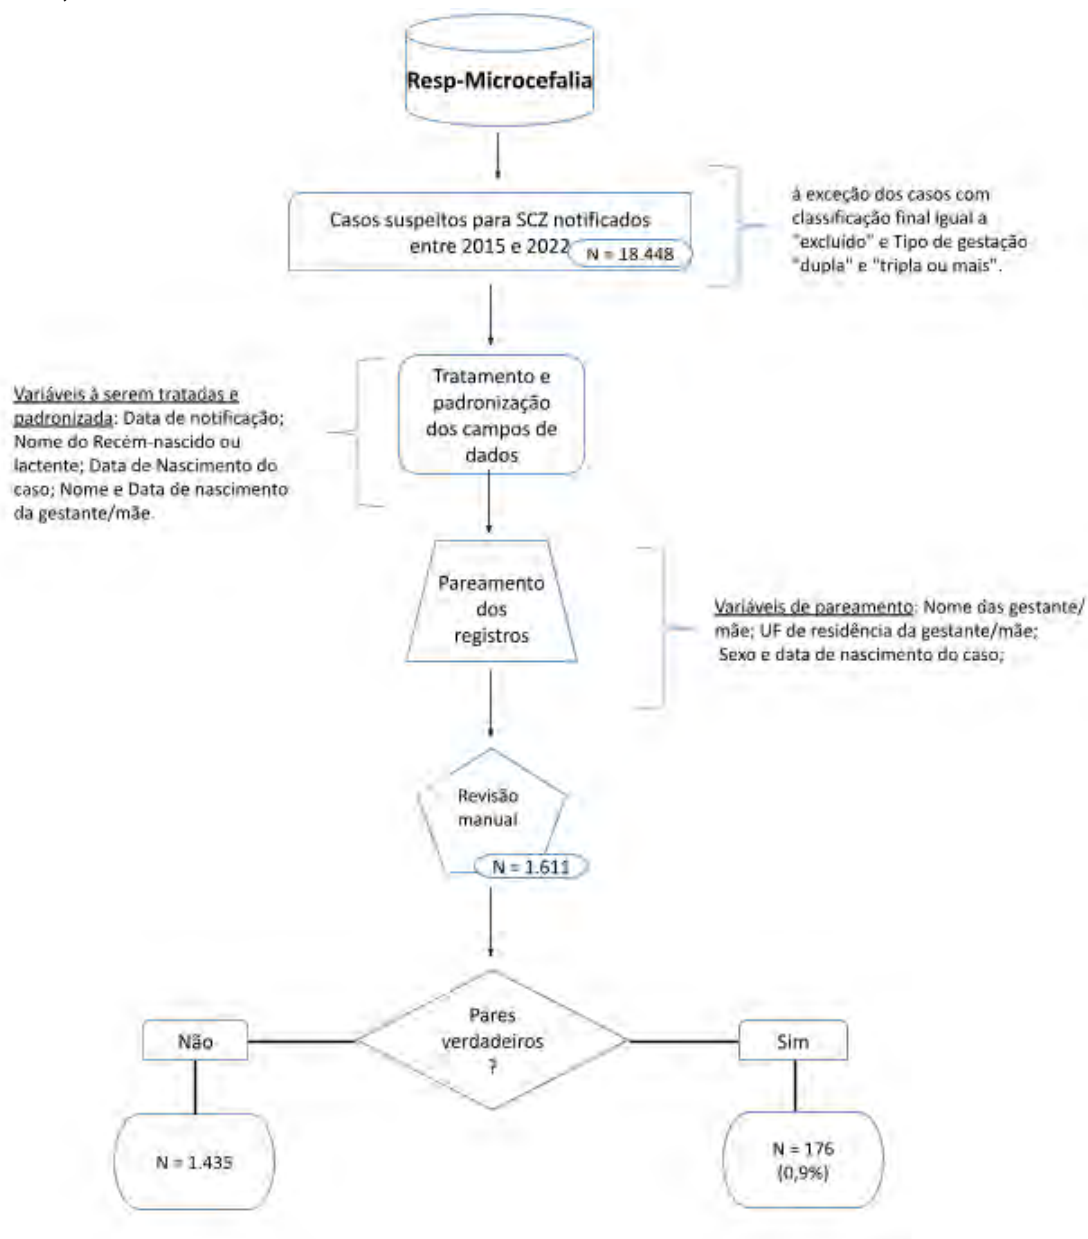 Resp-Microcefalia
Casos suspeitos para SCZ notificados
entre 2015 e 2022
N = 18.448
à exceção dos casos com
classificação final igual a
"excluído" e Tipo de gestação
"dupla" e "tripla ou mais".
Tratamento e
padronização
dos campos de
dados
Variáveis à serem tratadas e
padronizada: Data de notificação;
Nome do Recém-nascido ou
lactente; Data de Nascimento do
caso; Nome e Data de nascimento
da gestante/mãe.
Pareamento
dos
registros
Variáveis de pareamento: Nome das gestante/
mãe; UF de residência da gestante/mãe;
Sexo e data de nascimento do caso;
Revisão
manual
N = 1.611
Pares
verdadeiros
?
Não
Sim
N = 1.435
N = 176
(0,9%)